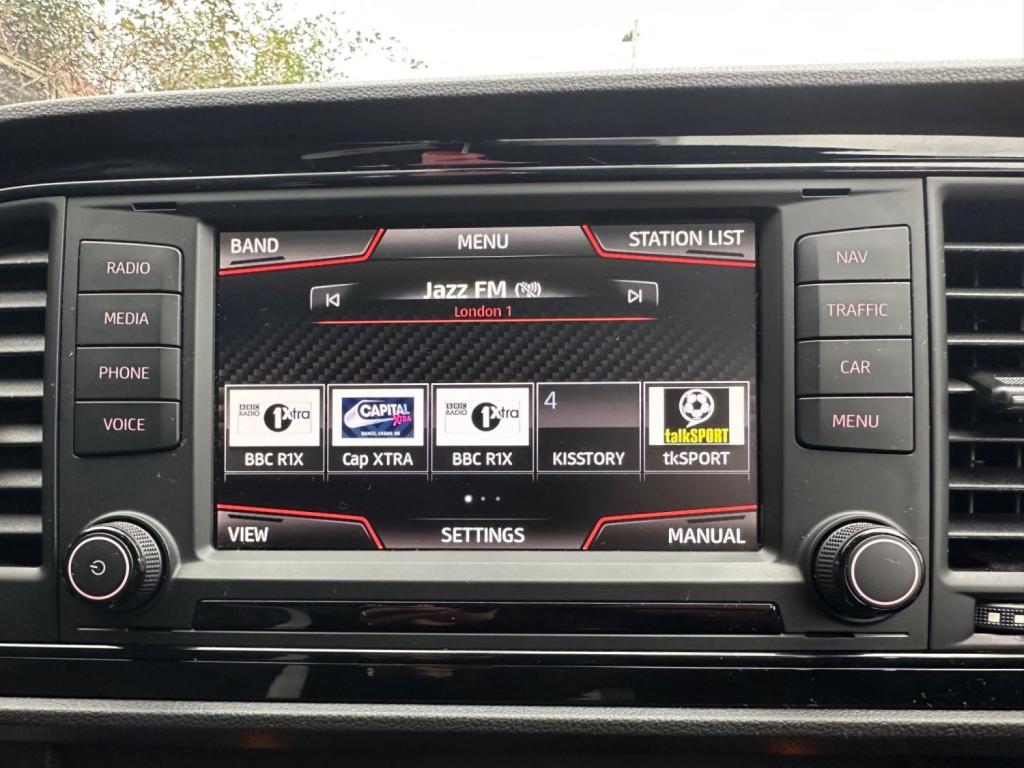 BAND
MENU
STATION LIST
Jazz FM
London 1
RADIO
MEDIA
PHONE
VOICE
NAV
TRAFFIC
CAR
MENU
BBC
RADIO
1Xtra
BBC R1X
CAPITAL
XTRA
Cap XTRA
BBC
RADIO
1Xtra
BBC R1X
4
KISSTORY
talkSPORT
tkSPORT
VIEW
SETTINGS
MANUAL